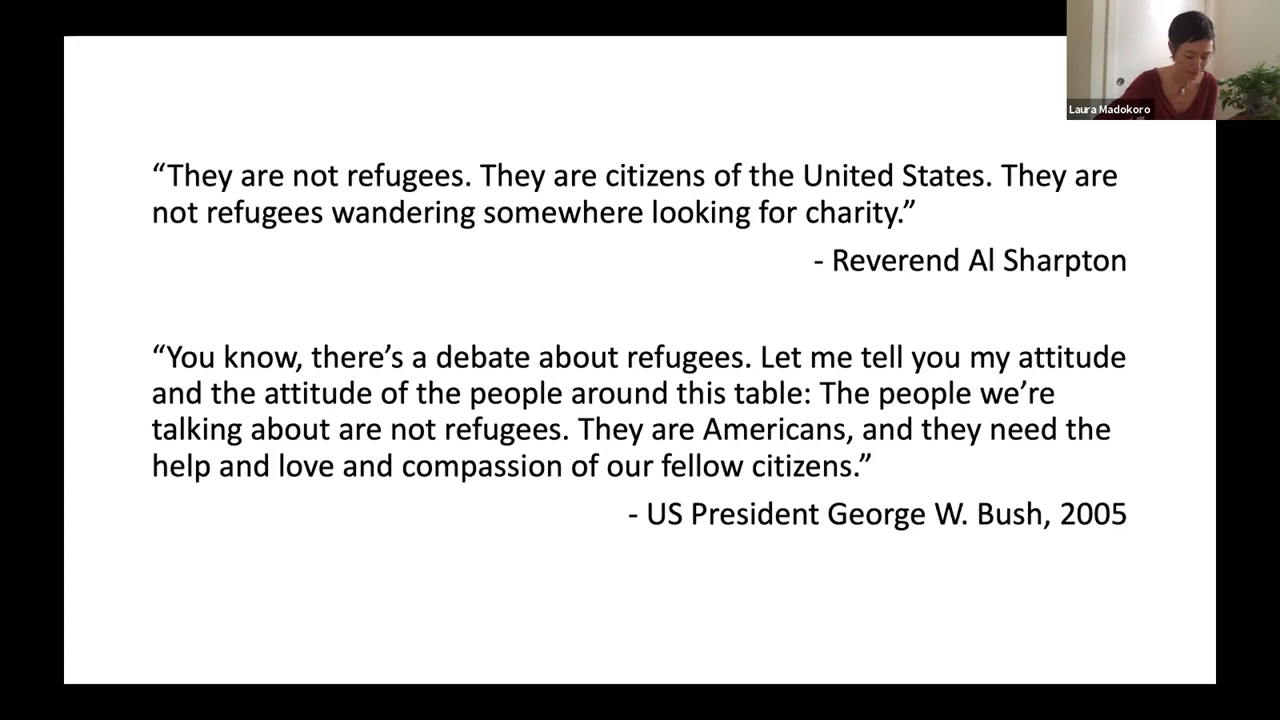 Laura Madokoro
“They are not refugees. They are citizens of the United States. They are
not refugees wandering somewhere looking for charity.”
- Reverend Al Sharpton
“You know, there’s a debate about refugees. Let me tell you my attitude
and the attitude of the people around this table: The people we’re
talking about are not refugees. They are Americans, and they need the
help and love and compassion of our fellow citizens.”
- US President George W. Bush, 2005